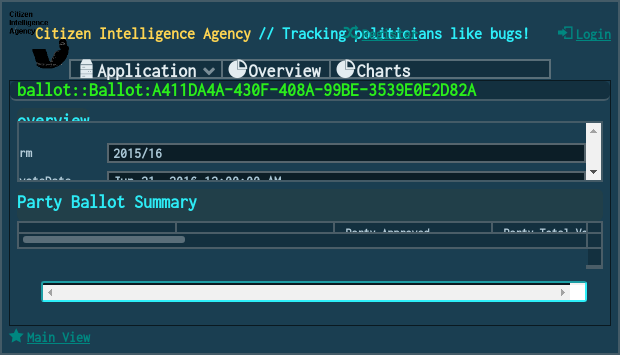 Citizen
Intelligence
Agency
Citizen Intelligence Agency // Tracking politicians like bugs!
Login
Application
Overview
Charts
ballot::Ballot:A411DA4A-430F-408A-99BE-3539E0E2D82A
overview
rm
2015/16
Jun 21, 2016 12:00:00 AM
Party Ballot Summary
Party Approved
Party Total
Main View